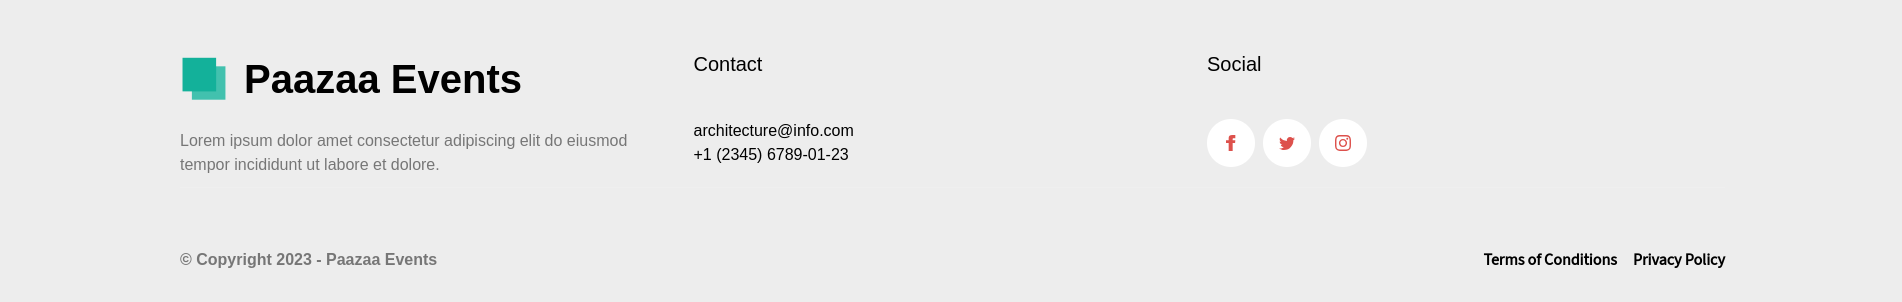 Paazaa Events
Lorem ipsum dolor amet consectetur adipiscing elit do eiusmod
tempor incididunt ut labore et dolore.
Contact
architecture@info.com
+1 (2345) 6789-01-23
Social
© Copyright 2023 - Paazaa Events
Terms of Conditions
Privacy Policy